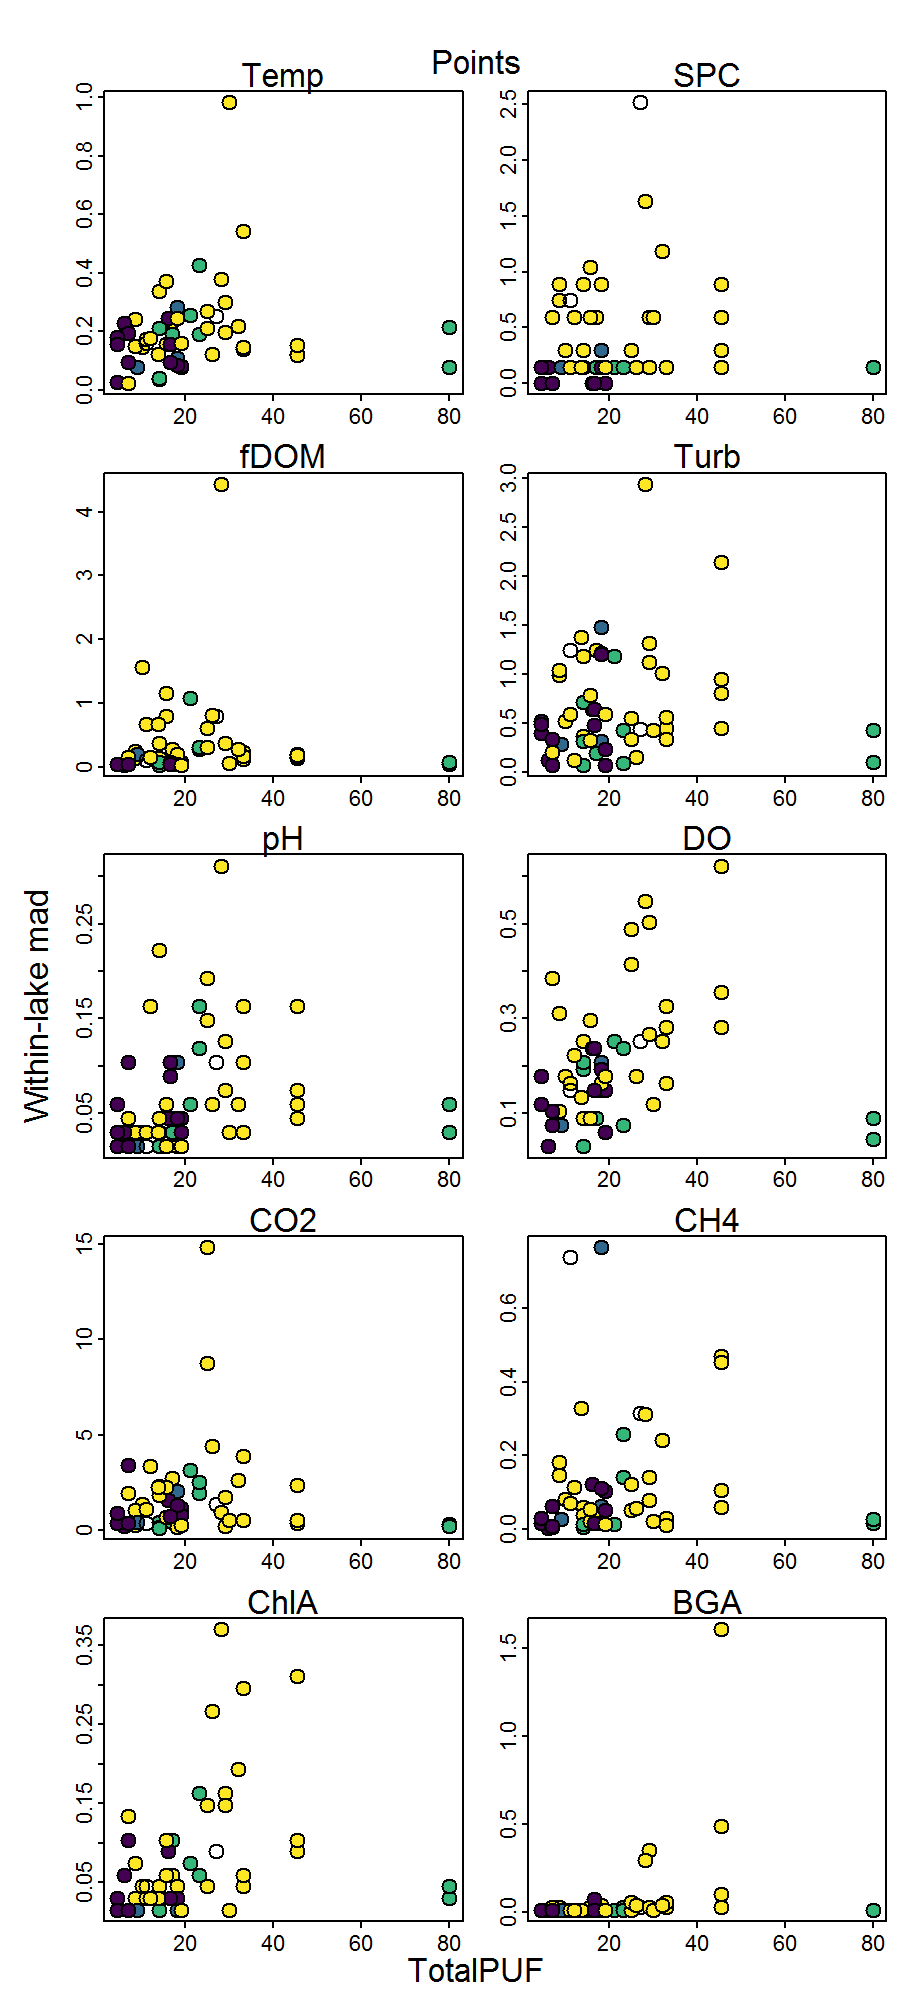 Points
Temp SPC
1.0 2.5
0.8 2.0
0.6 1.5
0.4 1.0
0.2 0.5
0.0 0.0
20 40 60 80 20 40 60 80
fDOM Turb
4 3.0
3 2.5
2 2.0
1 1.5
0 1.0
0.5
0.0
20 40 60 80 20 40 60 80
pH DO
0.25 0.5
0.15 0.3
0.05 0.1
20 40 60 80 20 40 60 80
Within-lake mad
CO2 CH4
15 0.6
10 0.4
5 0.2
0 0.0
20 40 60 80 20 40 60 80
ChlA BGA
0.35 1.5
0.25 1.0
0.15 0.5
0.05 0.0
20 40 60 80 20 40 60 80
TotalPUF